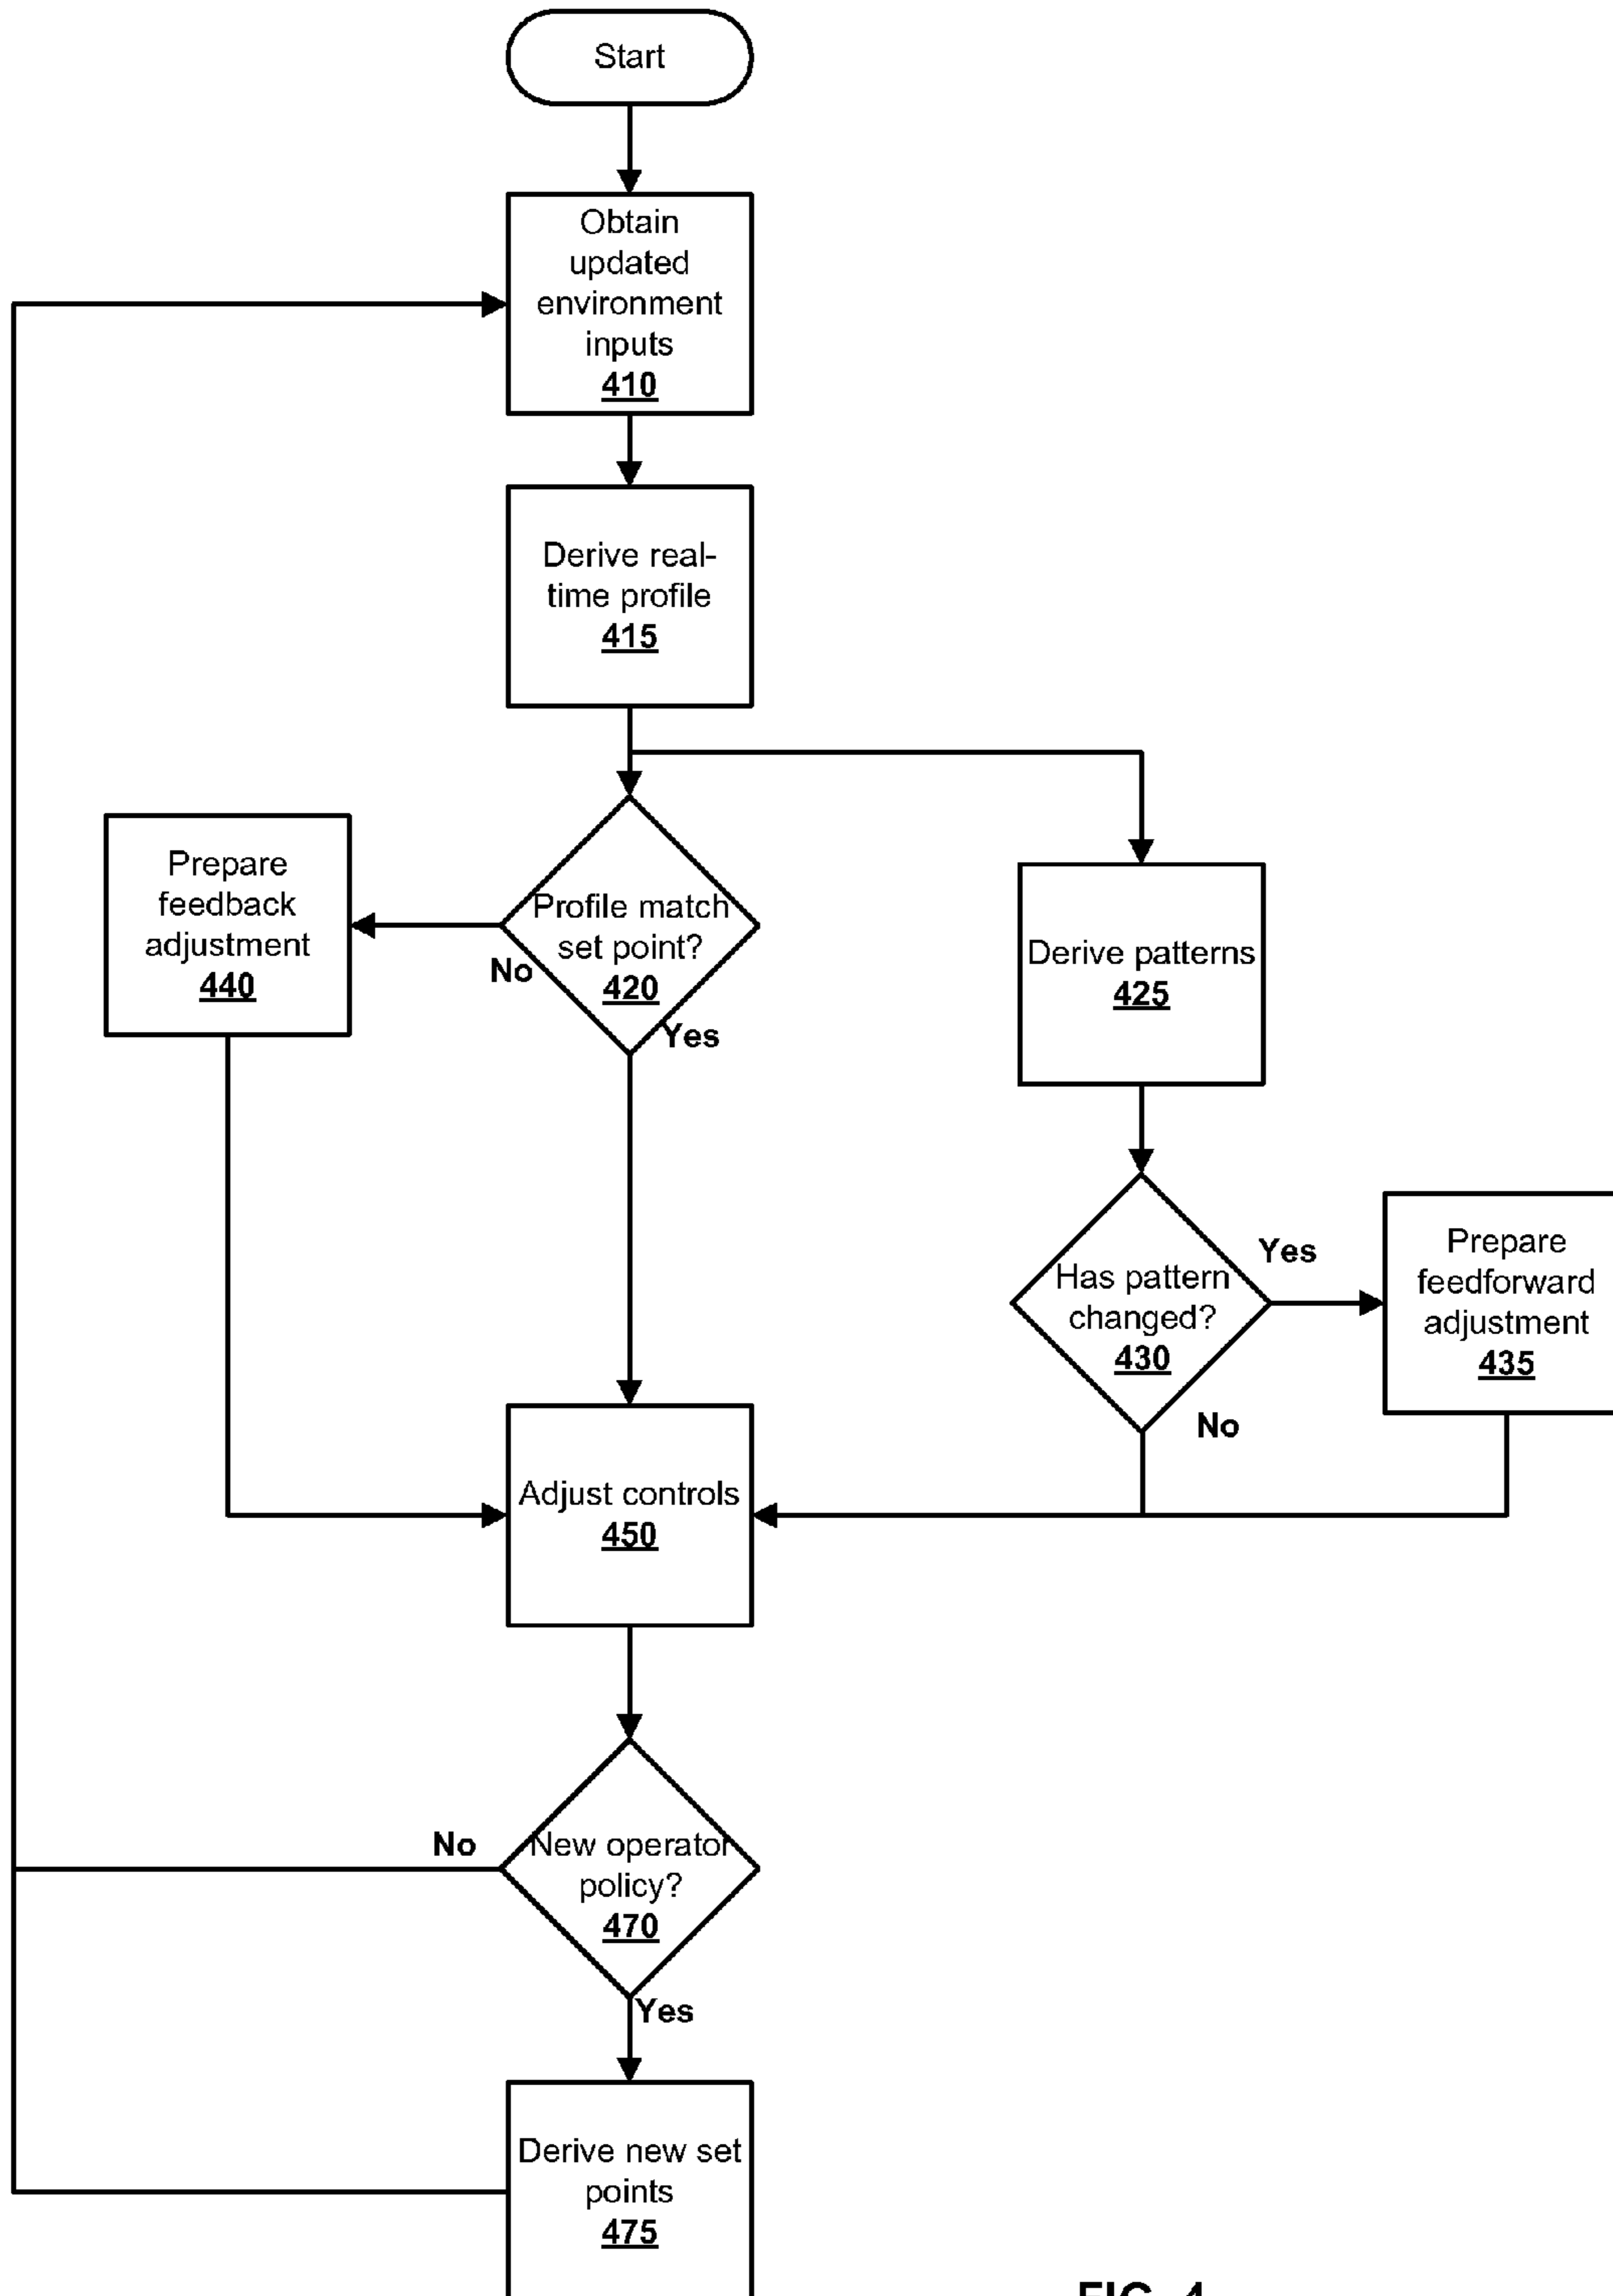 Start
Obtain
updated
environment
inputs
410
Derive real-
time profile
415
Prepare
feedback
adjustment
440
Profile match
set point?
420
No
Yes
Derive patterns
425
Has pattern
changed?
430
Yes
No
Prepare
feedforward
adjustment
435
Adjust controls
450
New operator
policy?
470
No
Yes
Derive new set
points
475
FIG. 4